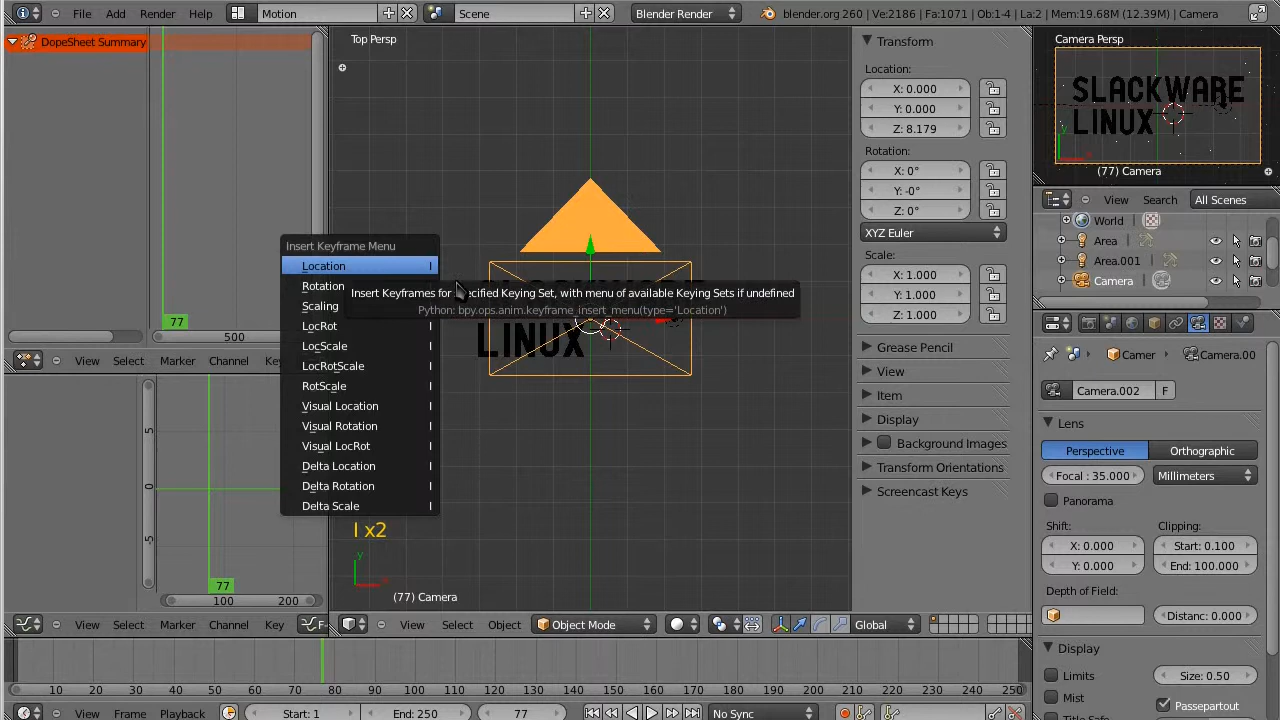 File Add Render Help Motion Scene Blender Render blender.org 260 | Ve:2186 | Fa:1071 | Ob:1-4 | La:2 | Mem:19.68M (12.39M) | Camera
DopeSheet Summary
77
500
View Select Marker Channel Key
5
0
-5
77
100 200
View Select Marker Channel Key F
Top Persp
Insert Keyframe Menu
Location I
Rotation
Scaling
LocRot I
LocScale I
LocRotScale I
RotScale I
Visual Location I
Visual Rotation I
Visual LocRot I
Delta Location I
Delta Rotation I
Delta Scale I
Insert Keyframes for specified Keying Set, with menu of available Keying Sets if undefined
Python: bpy.ops.anim.keyframe_insert_menu(type='Location')
LINUX
I x2
y
(77) Camera
View Select Object Object Mode Global
Transform
Location:
X: 0.000
Y: 0.000
Z: 8.179
Rotation:
X: 0°
Y: -0°
Z: 0°
XYZ Euler
Scale:
X: 1.000
Y: 1.000
Z: 1.000
Grease Pencil
View
Item
Display
Background Images
Transform Orientations
Screencast Keys
Camera Persp
SLACKWARE
LINUX
y
(77) Camera
View Search All Scenes
World
Area
Area.001
Camera
Camer Camera.00
Camera.002 F
Lens
Perspective Orthographic
Focal : 35.000 Millimeters
Panorama
Shift: Clipping:
X: 0.000 Start: 0.100
Y: 0.000 End: 100.000
Depth of Field:
Distanc: 0.000
Display
Limits Size: 0.50
Mist Passepartout
10 20 30 40 50 60 70 80 90 100 110 120 130 140 150 160 170 180 190 200 210 220 230 240 250
View Frame Playback Start: 1 End: 250 77 No Sync